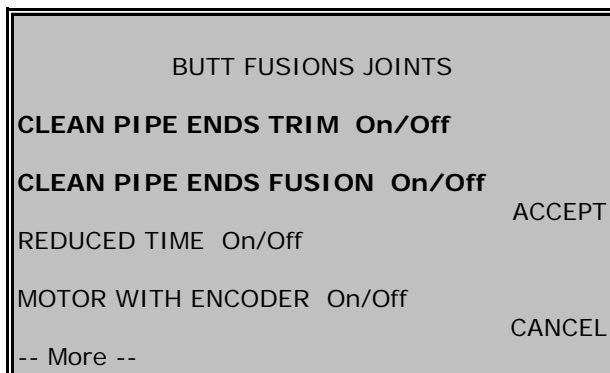 BUTT FUSIONS JOINTS
CLEAN PIPE ENDS TRIM On/Off
CLEAN PIPE ENDS FUSION On/Off
ACCEPT
REDUCED TIME On/Off
MOTOR WITH ENCODER On/Off
CANCEL
-- More --